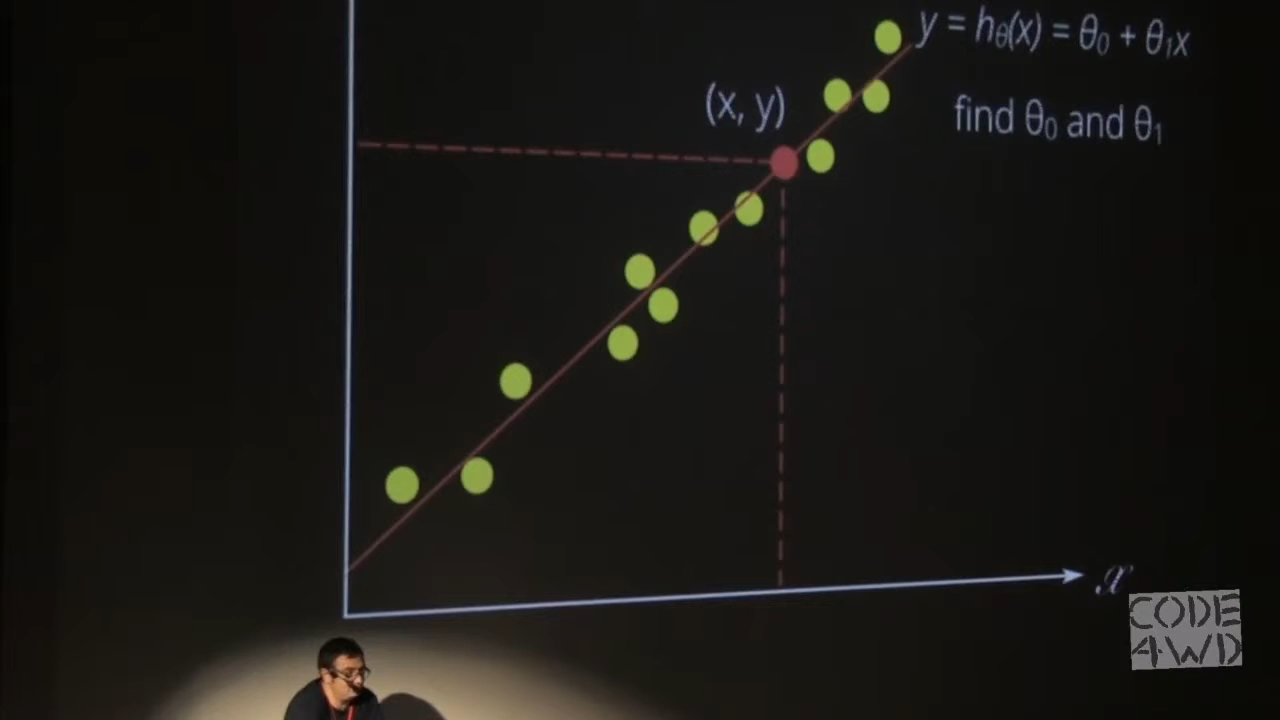 y = hθ(x) = θ₀ + θ₁x
(x, y)
find θ₀ and θ₁
x
CODE
4WD